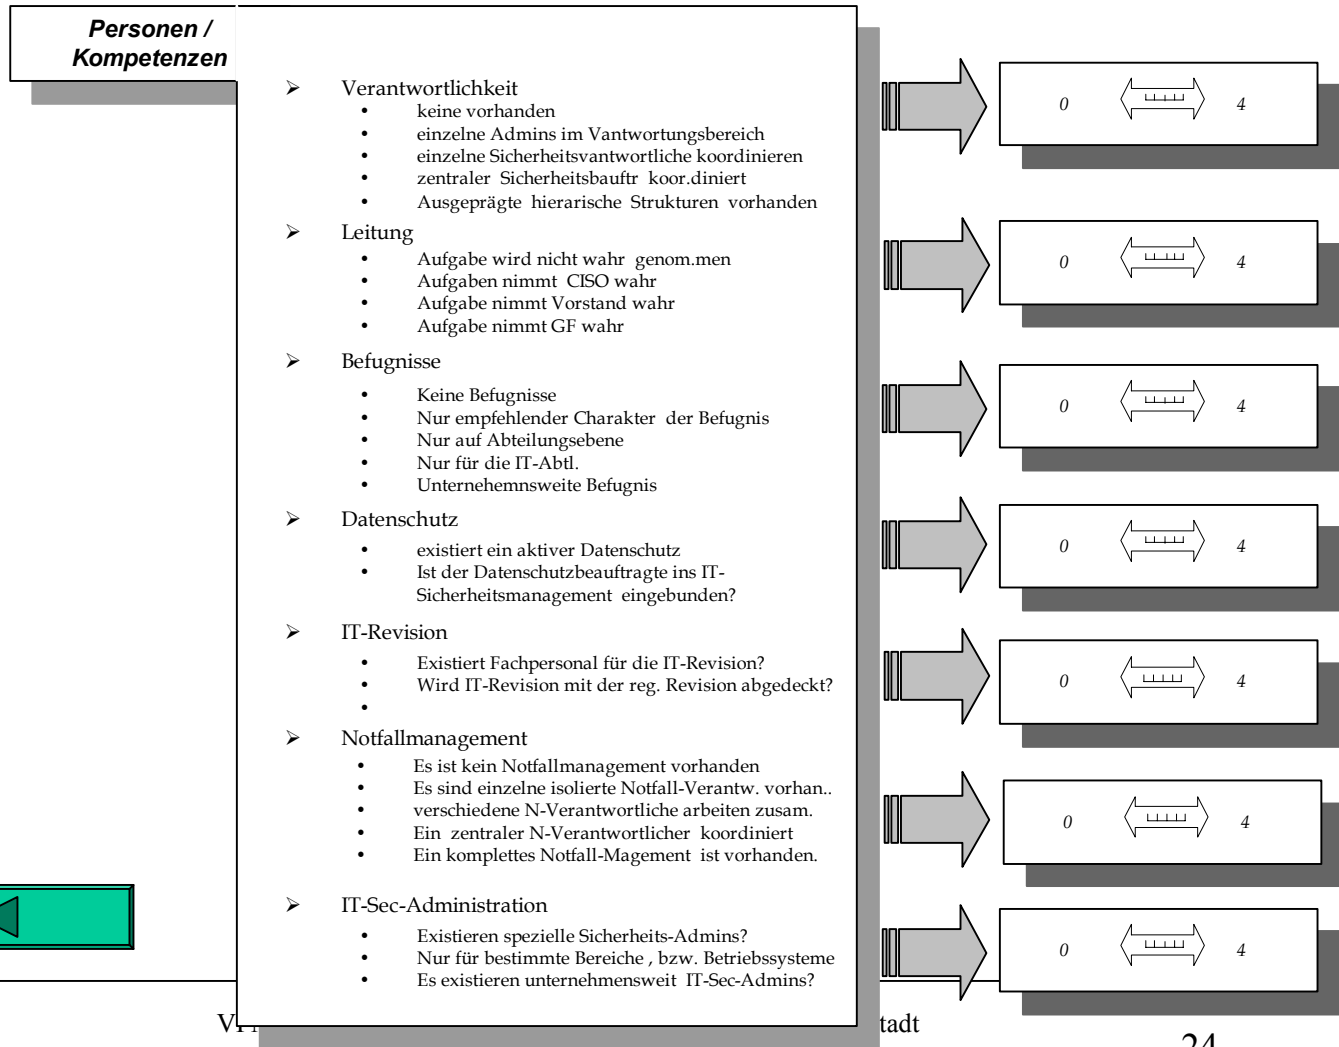 Personen /
Kompetenzen
➢ Verantwortlichkeit
• keine vorhanden
• einzelne Admins im Vantwortungsbereich
• einzelne Sicherheitsvantwortliche koordinieren
• zentraler Sicherheitsbauftr koor.diniert
• Ausgeprägte hierarische Strukturen vorhanden
0 4
➢ Leitung
• Aufgabe wird nicht wahr genom.men
• Aufgaben nimmt CISO wahr
• Aufgabe nimmt Vorstand wahr
• Aufgabe nimmt GF wahr
0 4
➢ Befugnisse
• Keine Befugnisse
• Nur empfehlender Charakter der Befugnis
• Nur auf Abteilungsebene
• Nur für die IT-Abtl.
• Unternehemnsweite Befugnis
0 4
➢ Datenschutz
• existiert ein aktiver Datenschutz
• Ist der Datenschutzbeauftragte ins IT-
Sicherheitsmanagement eingebunden?
0 4
➢ IT-Revision
• Existiert Fachpersonal für die IT-Revision?
• Wird IT-Revision mit der reg. Revision abgedeckt?
•
0 4
➢ Notfallmanagement
• Es ist kein Notfallmanagement vorhanden
• Es sind einzelne isolierte Notfall-Verantw. vorhan..
• verschiedene N-Verantwortliche arbeiten zusam.
• Ein zentraler N-Verantwortlicher koordiniert
• Ein komplettes Notfall-Magement ist vorhanden.
0 4
➢ IT-Sec-Administration
• Existieren spezielle Sicherheits-Admins?
• Nur für bestimmte Bereiche , bzw. Betriebssysteme
• Es existieren unternehmensweit IT-Sec-Admins?
0 4
tadt
24